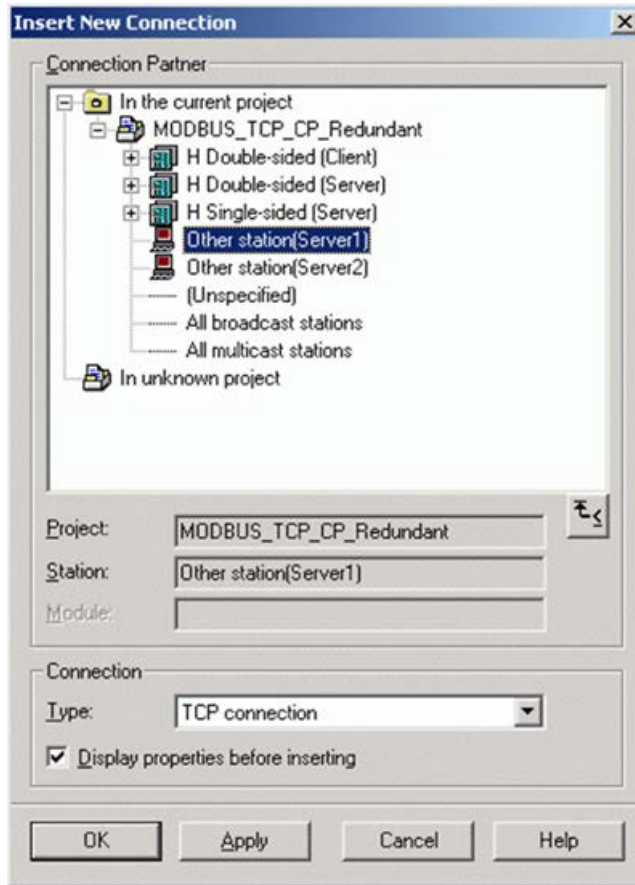 Insert New Connection
Connection Partner
In the current project
MODBUS_TCP_CP_Redundant
H Double-sided (Client)
H Double-sided (Server)
H Single-sided (Server)
Other station(Server1)
Other station(Server2)
(Unspecified)
All broadcast stations
All multicast stations
In unknown project
Project: MODBUS_TCP_CP_Redundant
Station: Other station(Server1)
Module:
Connection
Type: TCP connection
Display properties before inserting
OK Apply Cancel Help